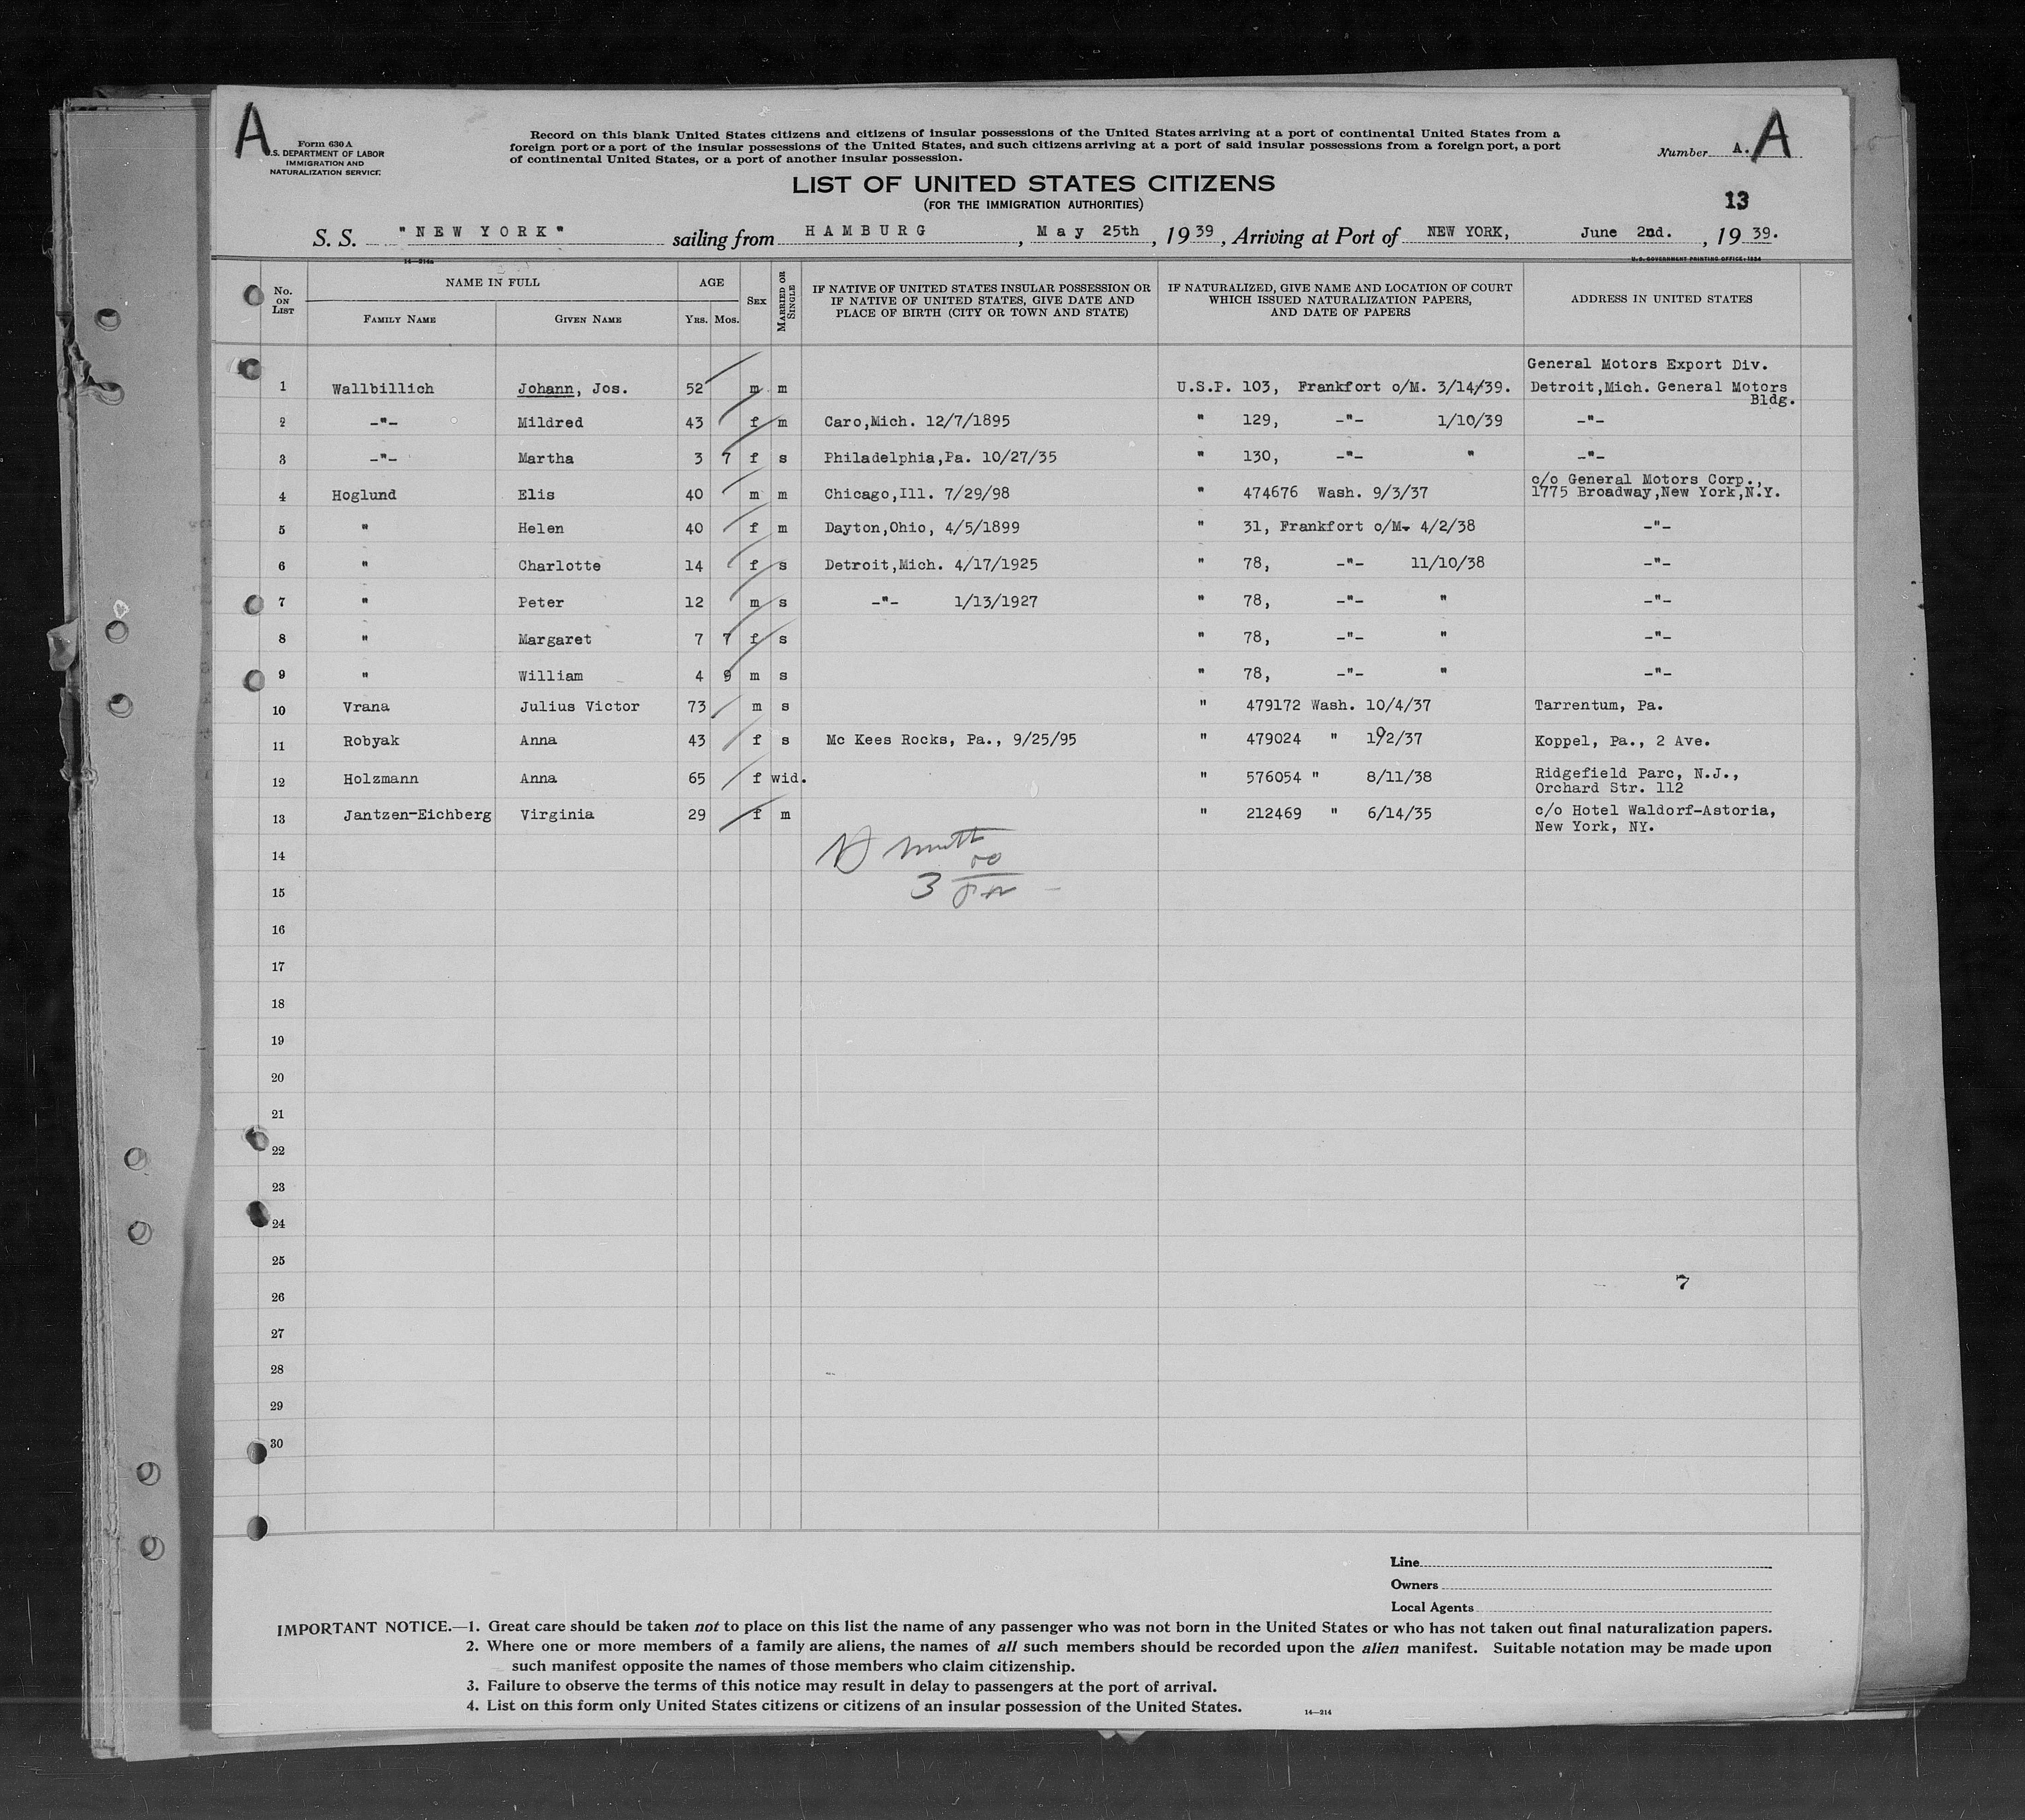 A
Form 630 A
U.S. DEPARTMENT OF LABOR
IMMIGRATION AND
NATURALIZATION SERVICE
Record on this blank United States citizens and citizens of insular possessions of the United States arriving at a port of continental United States from a
foreign port or a port of the insular possessions of the United States, and such citizens arriving at a port of said insular possessions from a foreign port, a port
of continental United States, or a port of another insular possession.
Number A. A
LIST OF UNITED STATES CITIZENS
(FOR THE IMMIGRATION AUTHORITIES)
13
S. S. "NEW YORK" sailing from HAMBURG, May 25th, 1939, Arriving at Port of NEW YORK, June 2nd., 1939.
14—214a
U. S. GOVERNMENT PRINTING OFFICE: 1934
No. ON LIST NAME IN FULL FAMILY NAME GIVEN NAME AGE YRS. MOS. SEX MARRIED OR SINGLE IF NATIVE OF UNITED STATES INSULAR POSSESSION OR IF NATIVE OF UNITED STATES, GIVE DATE AND PLACE OF BIRTH (CITY OR TOWN AND STATE) IF NATURALIZED, GIVE NAME AND LOCATION OF COURT WHICH ISSUED NATURALIZATION PAPERS, AND DATE OF PAPERS ADDRESS IN UNITED STATES
1 Wallbillich Johann, Jos. 52 m m U.S.P. 103, Frankfort o/M. 3/14/39. General Motors Export Div. Detroit,Mich. General Motors Bldg.
2 -"- Mildred 43 f m Caro,Mich. 12/7/1895 " 129, -"- 1/10/39 -"-
3 -"- Martha 3 7 f s Philadelphia,Pa. 10/27/35 " 130, -"- " -"-
4 Hoglund Elis 40 m m Chicago,Ill. 7/29/98 " 474676 Wash. 9/3/37 c/o General Motors Corp., 1775 Broadway,New York,N.Y.
5 " Helen 40 f m Dayton,Ohio, 4/5/1899 " 31, Frankfort o/M. 4/2/38 -"-
6 " Charlotte 14 f s Detroit,Mich. 4/17/1925 " 78, -"- 11/10/38 -"-
7 " Peter 12 m s -"- 1/13/1927 " 78, -"- " -"-
8 " Margaret 7 7 f s " 78, -"- " -"-
9 " William 4 9 m s " 78, -"- " -"-
10 Vrana Julius Victor 73 m s " 479172 Wash. 10/4/37 Tarrentum, Pa.
11 Robyak Anna 43 f s Mc Kees Rocks, Pa., 9/25/95 " 479024 " 192/37 Koppel, Pa., 2 Ave.
12 Holzmann Anna 65 f wid. " 576054 " 8/11/38 Ridgefield Parc, N.J., Orchard Str. 112
13 Jantzen-Eichberg Virginia 29 f m " 212469 " 6/14/35 c/o Hotel Waldorf-Astoria, New York, NY.
14
15 3
16
17
18
19
20
21
22
23
24
25
7
26
27
28
29
30
Line
Owners
Local Agents
IMPORTANT NOTICE.—1. Great care should be taken not to place on this list the name of any passenger who was not born in the United States or who has not taken out final naturalization papers.
2. Where one or more members of a family are aliens, the names of all such members should be recorded upon the alien manifest. Suitable notation may be made upon
such manifest opposite the names of those members who claim citizenship.
3. Failure to observe the terms of this notice may result in delay to passengers at the port of arrival.
4. List on this form only United States citizens or citizens of an insular possession of the United States.
14—214